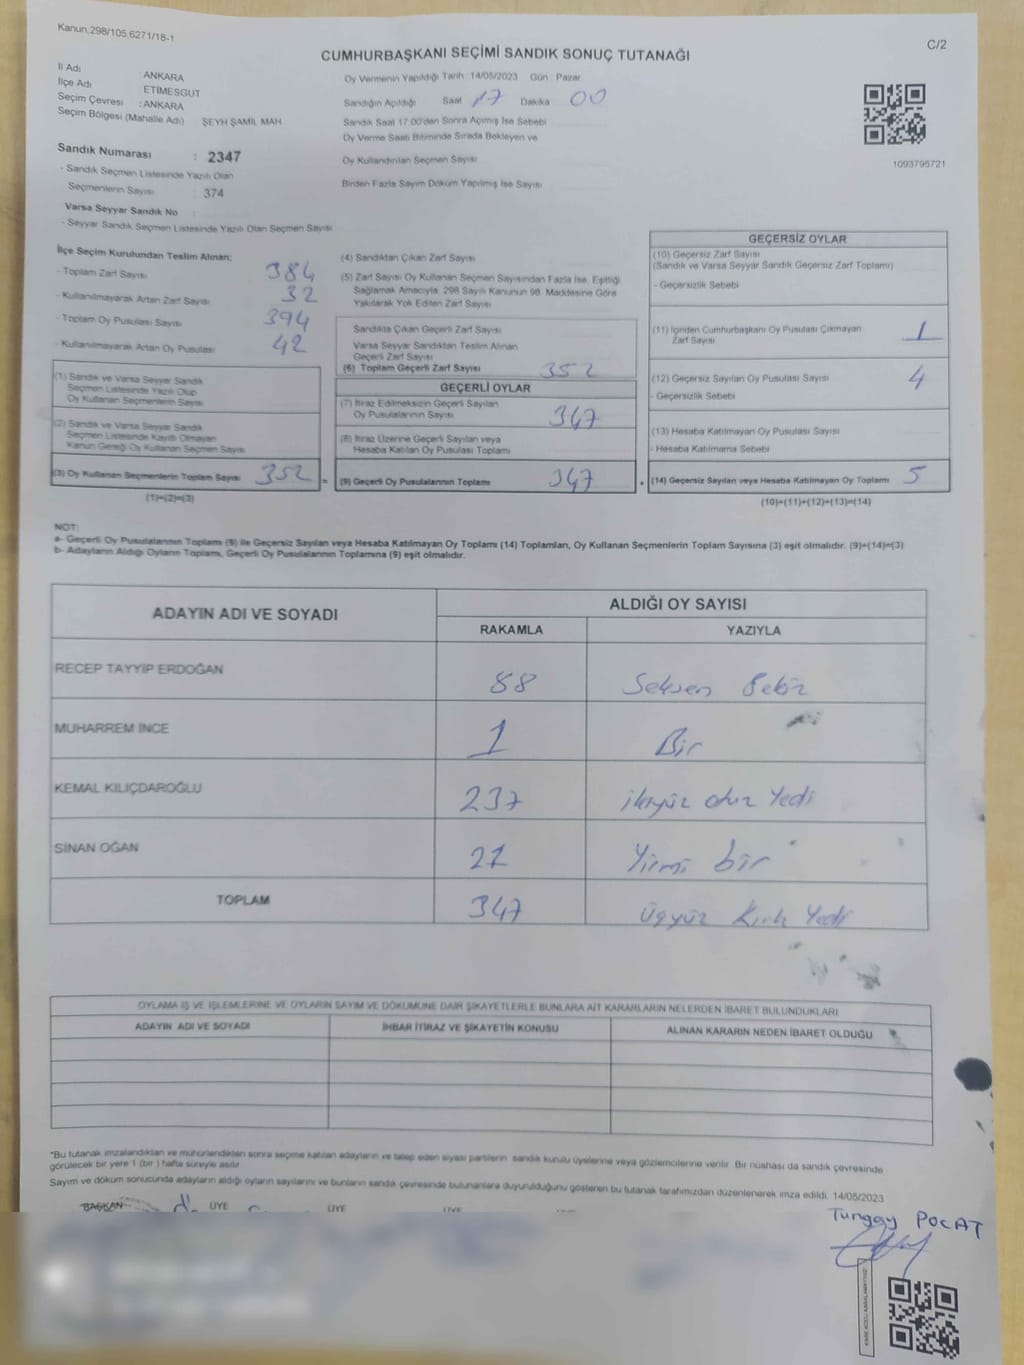 Kanun,298/105,6271/18-1
C/2
CUMHURBAŞKANI SEÇİMİ SANDIK SONUÇ TUTANAĞI
İl Adı ANKARA
İlçe Adı ETİMESGUT
Seçim Çevresi : ANKARA
Seçim Bölgesi (Mahalle Adı) ŞEYH ŞAMİL MAH.
Sandık Numarası : 2347
- Sandık Seçmen Listesinde Yazılı Olan
Seçmenlerin Sayısı : 374
Varsa Seyyar Sandık No
- Seyyar Sandık Seçmen Listesinde Yazılı Olan Seçmen Sayısı
Oy Vermenin Yapıldığı Tarih :14/05/2023 Gün : Pazar
Sandığın Açıldığı Saat 17 Dakika 00
Sandık Saat 17:00'den Sonra Açılmış İse Sebebi
Oy Verme Saati Bitiminde Sırada Bekleyen ve
Oy Kullandırılan Seçmen Sayısı
Birden Fazla Sayım Döküm Yapılmış İse Sayısı
1093795721
İlçe Seçim Kurulundan Teslim Alınan;
- Toplam Zarf Sayısı 384
- Kullanılmayarak Artan Zarf Sayısı 32
- Toplam Oy Pusulası Sayısı 394
- Kullanılmayarak Artan Oy Pusulası 42
(1) Sandık ve Varsa Seyyar Sandık
Seçmen Listesinde Yazılı Olup
Oy Kullanan Seçmenlerin Sayısı
(2) Sandık ve Varsa Seyyar Sandık
Seçmen Listesinde Kayıtlı Olmayan
Kanun Gereği Oy Kullanan Seçmen Sayısı
(3) Oy Kullanan Seçmenlerin Toplam Sayısı 352 =
(1)+(2)=(3)
(4) Sandıktan Çıkan Zarf Sayısı
(5) Zarf Sayısı Oy Kullanan Seçmen Sayısından Fazla İse, Eşitliği
Sağlamak Amacıyla, 298 Sayılı Kanunun 98. Maddesine Göre
Yakılarak Yok Edilen Zarf Sayısı
Sandıkta Çıkan Geçerli Zarf Sayısı
Varsa Seyyar Sandıktan Teslim Alınan
Geçerli Zarf Sayısı
(6) Toplam Geçerli Zarf Sayısı 352
GEÇERLİ OYLAR
(7) İtiraz Edilmeksizin Geçerli Sayılan
Oy Pusulalarının Sayısı 347
(8) İtiraz Üzerine Geçerli Sayılan veya
Hesaba Katılan Oy Pusulası Toplamı
(9) Geçerli Oy Pusulalarının Toplamı 347 +
GEÇERSİZ OYLAR
(10) Geçersiz Zarf Sayısı
(Sandık ve Varsa Seyyar Sandık Geçersiz Zarf Toplamı)
- Geçersizlik Sebebi
(11) İçinden Cumhurbaşkanı Oy Pusulası Çıkmayan
Zarf Sayısı 1
(12) Geçersiz Sayılan Oy Pusulası Sayısı 4
- Geçersizlik Sebebi
(13) Hesaba Katılmayan Oy Pusulası Sayısı
- Hesaba Katılmama Sebebi
(14) Geçersiz Sayılan veya Hesaba Katılmayan Oy Toplamı 5
(10)+(11)+(12)+(13)=(14)
NOT:
a- Geçerli Oy Pusulalarının Toplamı (9) ile Geçersiz Sayılan veya Hesaba Katılmayan Oy Toplamı (14) Toplamları, Oy Kullanan Seçmenlerin Toplam Sayısına (3) eşit olmalıdır. (9)+(14)=(3)
b- Adayların Aldığı Oyların Toplamı, Geçerli Oy Pusulalarının Toplamına (9) eşit olmalıdır.
ADAYIN ADI VE SOYADI ALDIĞI OY SAYISI
RAKAMLA YAZIYLA
RECEP TAYYİP ERDOĞAN 88 Seksen Sekiz
MUHARREM İNCE 1 Bir
KEMAL KILIÇDAROĞLU 237 ikiyüz otuz Yedi
SİNAN OĞAN 21 Yirmi bir
TOPLAM 347 Üçyüz Kırk Yedi
OYLAMA İŞ VE İŞLEMLERİNE VE OYLARIN SAYIM VE DÖKÜMÜNE DAİR ŞİKAYETLERLE BUNLARA AİT KARARLARIN NELERDEN İBARET BULUNDUKLARI
ADAYIN ADI VE SOYADI İHBAR İTİRAZ VE ŞİKAYETİN KONUSU ALINAN KARARIN NEDEN İBARET OLDUĞU
*Bu tutanak imzalandıktan ve mühürlendikten sonra seçime katılan adayların ve talep eden siyasi partilerin sandık kurulu üyelerine veya gözlemcilerine verilir. Bir nüshası da sandık çevresinde
görülecek bir yere 1 (bir) hafta süreyle asılır.
Sayım ve döküm sonucunda adayların aldığı oyların sayılarını ve bunların sandık çevresinde bulunanlara duyurulduğunu gösteren bu tutanak tarafımızdan düzenlenerek imza edildi. 14/05/2023
BAŞKAN ÜYE ÜYE ÜYE
Tungay POCAT